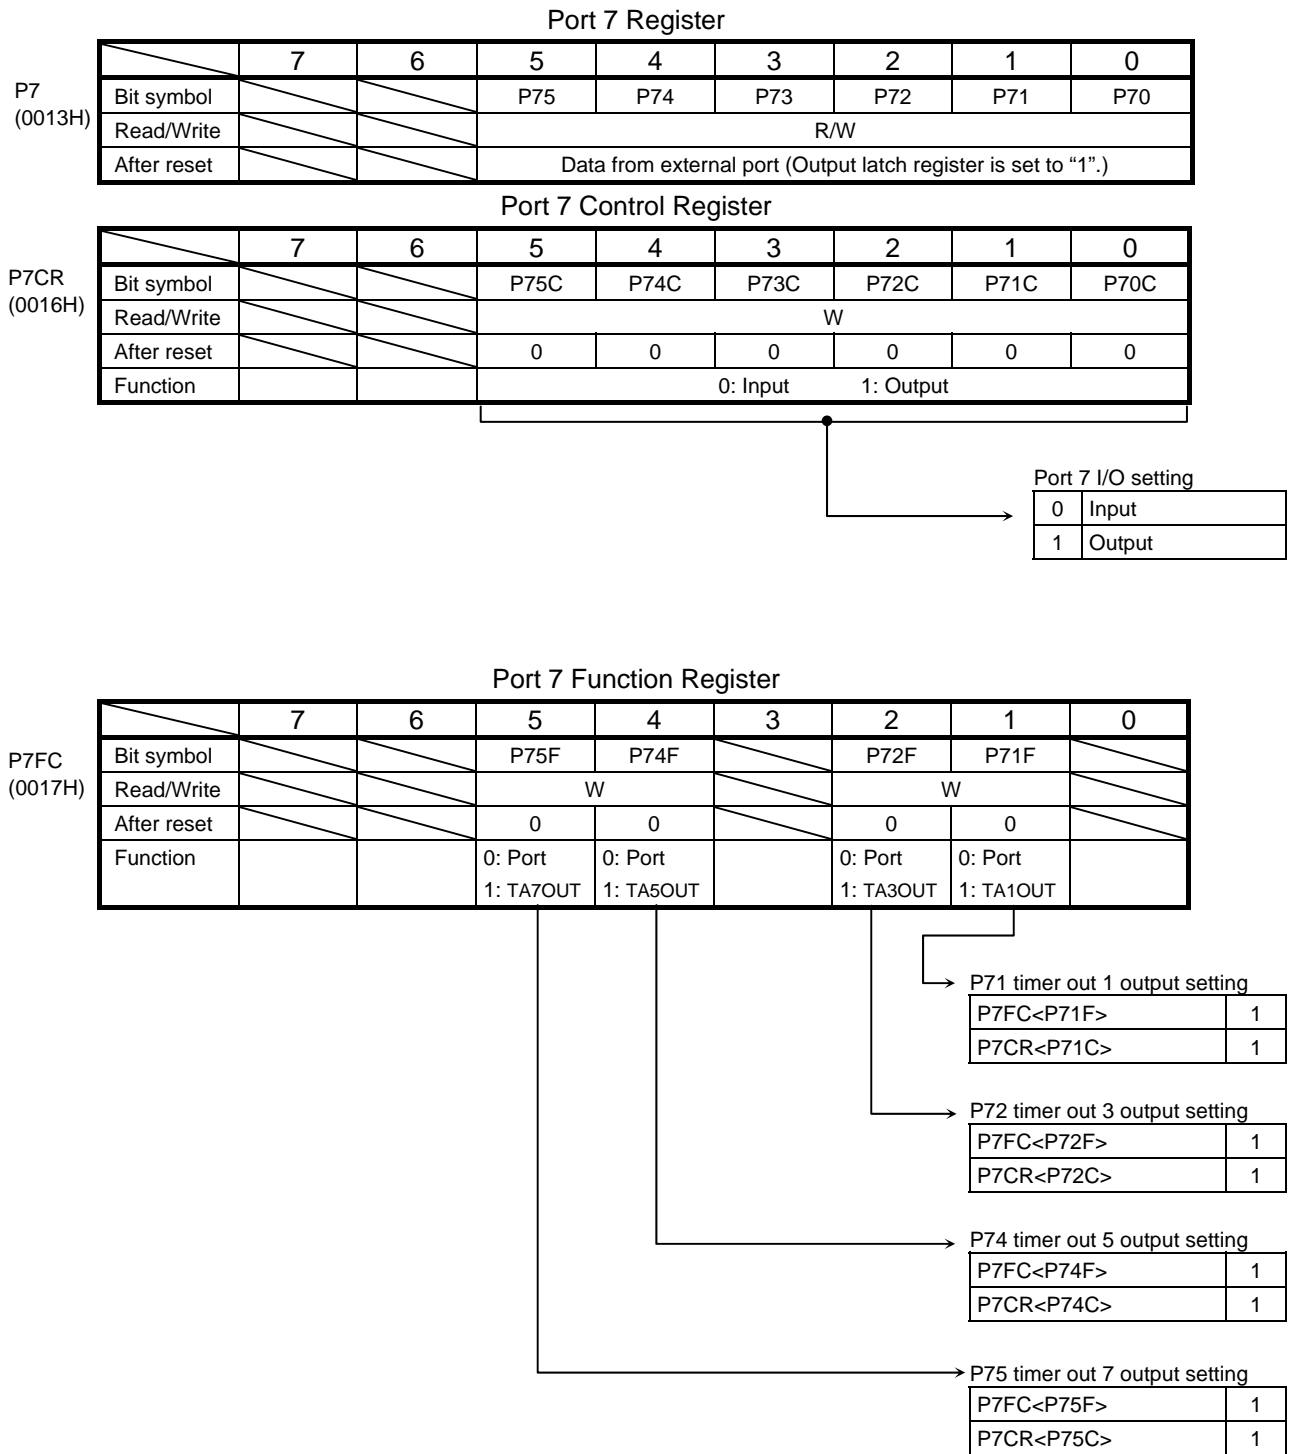 Port 7 Register
7 6 5 4 3 2 1 0
P7
(0013H)
Bit symbol P75 P74 P73 P72 P71 P70
Read/Write R/W
After reset Data from external port (Output latch register is set to “1”.)
Port 7 Control Register
7 6 5 4 3 2 1 0
P7CR
(0016H)
Bit symbol P75C P74C P73C P72C P71C P70C
Read/Write W
After reset 0 0 0 0 0 0
Function 0: Input 1: Output
Port 7 I/O setting
0 Input
1 Output
Port 7 Function Register
7 6 5 4 3 2 1 0
P7FC
(0017H)
Bit symbol P75F P74F P72F P71F
Read/Write W W
After reset 0 0 0 0
Function 0: Port 0: Port 0: Port 0: Port
1: TA7OUT 1: TA5OUT 1: TA3OUT 1: TA1OUT
P71 timer out 1 output setting
P7FC<P71F> 1
P7CR<P71C> 1
P72 timer out 3 output setting
P7FC<P72F> 1
P7CR<P72C> 1
P74 timer out 5 output setting
P7FC<P74F> 1
P7CR<P74C> 1
P75 timer out 7 output setting
P7FC<P75F> 1
P7CR<P75C> 1